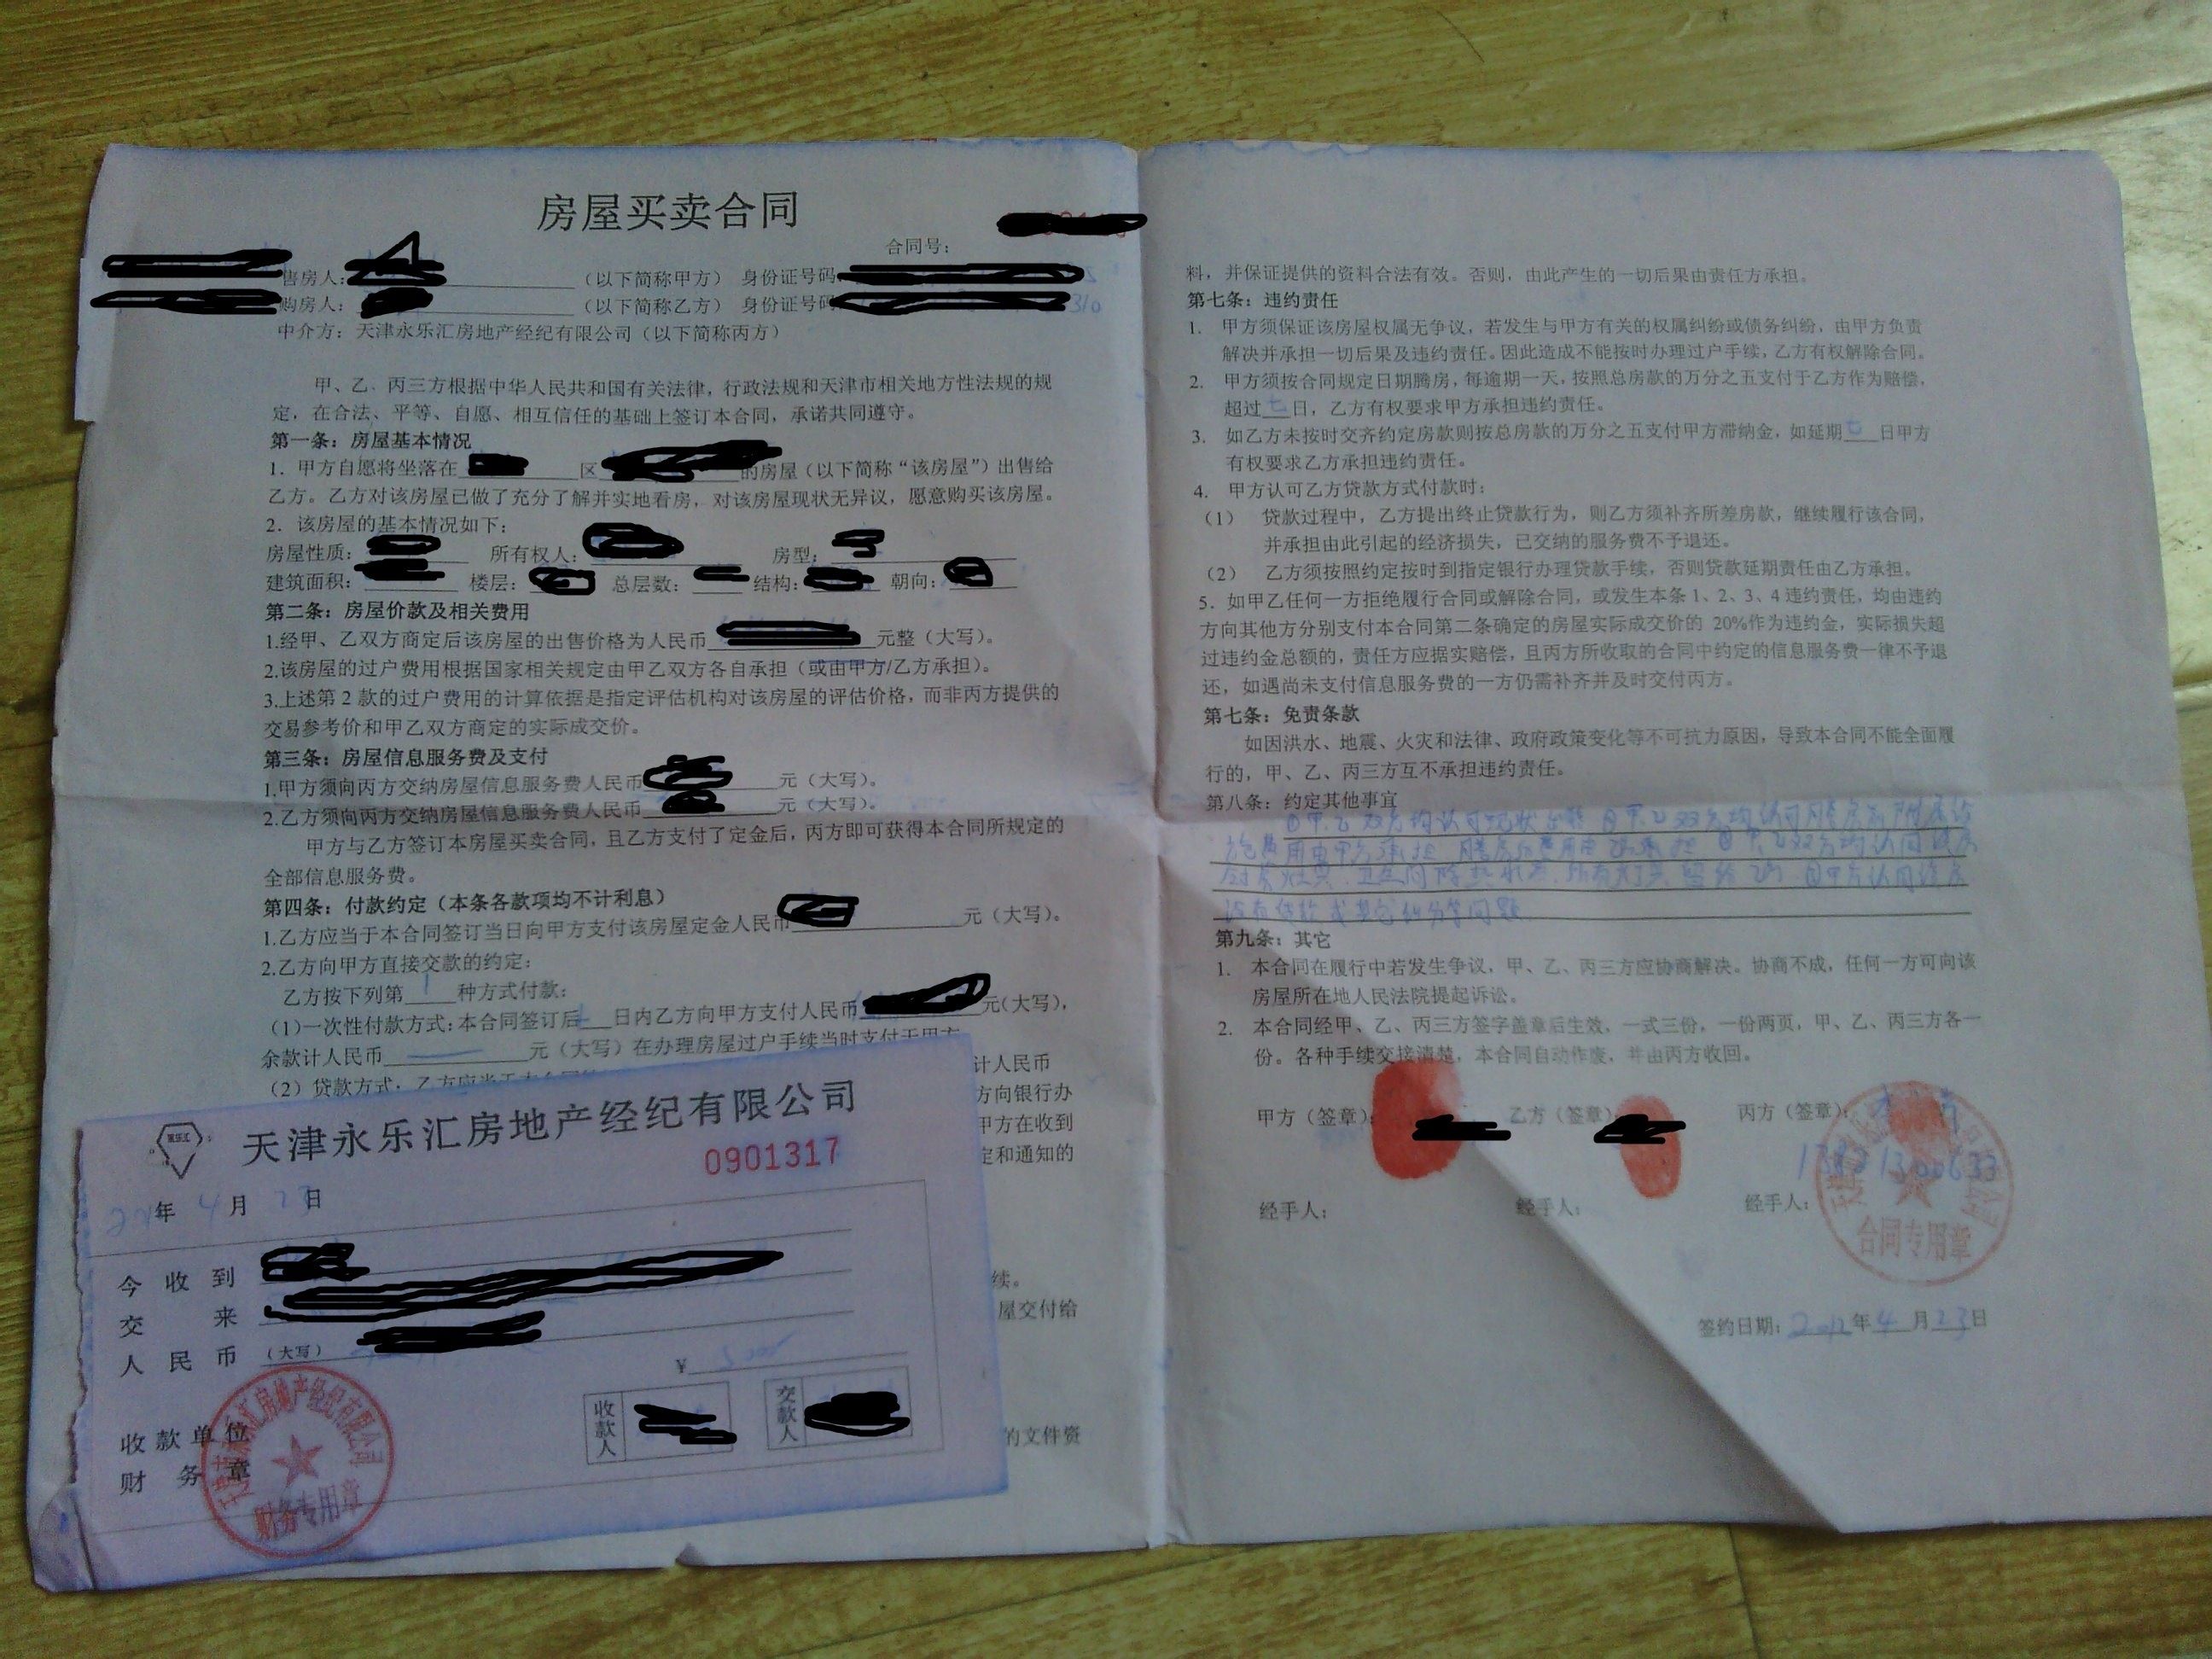 房屋买卖合同
合同号：
售房人：（以下简称甲方） 身份证号码
购房人：（以下简称乙方） 身份证号码
中介方：天津永乐汇房地产经纪有限公司（以下简称丙方）
甲、乙、丙三方根据中华人民共和国有关法律，行政法规和天津市相关地方性法规的规
定，在合法、平等、自愿、相互信任的基础上签订本合同，承诺共同遵守。
第一条：房屋基本情况
1．甲方自愿将坐落在 区 的房屋（以下简称“该房屋”）出售给
乙方。乙方对该房屋已做了充分了解并实地看房，对该房屋现状无异议，愿意购买该房屋。
2．该房屋的基本情况如下：
房屋性质： 所有权人： 房型：
建筑面积： 楼层： 总层数： 结构： 朝向：
第二条：房屋价款及相关费用
1.经甲、乙双方商定后该房屋的出售价格为人民币 元整（大写）。
2.该房屋的过户费用根据国家相关规定由甲乙双方各自承担（或由甲方/乙方承担）。
3.上述第 2 款的过户费用的计算依据是指定评估机构对该房屋的评估价格，而非丙方提供的
交易参考价和甲乙双方商定的实际成交价。
第三条：房屋信息服务费及支付
1.甲方须向丙方交纳房屋信息服务费人民币 元（大写）。
2.乙方须向丙方交纳房屋信息服务费人民币 元（大写）。
甲方与乙方签订本房屋买卖合同，且乙方支付了定金后，丙方即可获得本合同所规定的
全部信息服务费。
第四条：付款约定（本条各款项均不计利息）
1.乙方应当于本合同签订当日向甲方支付该房屋定金人民币 元（大写）。
2.乙方向甲方直接交款的约定：
乙方按下列第 1 种方式付款：
（1）一次性付款方式：本合同签订后 日内乙方向甲方支付人民币 元（大写），
余款计人民币 元（大写）在办理房屋过户手续当时支付于甲方
计人民币
（2）贷款方式：乙方应当于本合同
方向银行办
甲方在收到
定和通知的
续。
屋交付给
的文件资
天津永乐汇房地产经纪有限公司
0901317
年 4 月 23 日
今收到
交来
人民币（大写） ¥
收款人
交款人
收款单位
财务章
天津永乐汇房地产经纪有限公司
财务专用章
料，并保证提供的资料合法有效。否则，由此产生的一切后果由责任方承担。
第七条：违约责任
1. 甲方须保证该房屋权属无争议，若发生与甲方有关的权属纠纷或债务纠纷，由甲方负责
解决并承担一切后果及违约责任。因此造成不能按时办理过户手续，乙方有权解除合同。
2. 甲方须按合同规定日期腾房，每逾期一天，按照总房款的万分之五支付于乙方作为赔偿，
超过七日，乙方有权要求甲方承担违约责任。
3. 如乙方未按时交齐约定房款则按总房款的万分之五支付甲方滞纳金，如延期七日甲方
有权要求乙方承担违约责任。
4. 甲方认可乙方贷款方式付款时：
（1） 贷款过程中，乙方提出终止贷款行为，则乙方须补齐所差房款，继续履行该合同，
并承担由此引起的经济损失，已交纳的服务费不予退还。
（2） 乙方须按照约定按时到指定银行办理贷款手续，否则贷款延期责任由乙方承担。
5．如甲乙任何一方拒绝履行合同或解除合同，或发生本条 1、2、3、4 违约责任，均由违约
方向其他方分别支付本合同第二条确定的房屋实际成交价的 20%作为违约金，实际损失超
过违约金总额的，责任方应据实赔偿，且丙方所收取的合同中约定的信息服务费一律不予退
还，如遇尚未支付信息服务费的一方仍需补齐并及时交付丙方。
第七条：免责条款
如因洪水、地震、火灾和法律、政府政策变化等不可抗力原因，导致本合同不能全面履
行的，甲、乙、丙三方互不承担违约责任。
第八条：约定其他事宜
第九条：其它
1. 本合同在履行中若发生争议，甲、乙、丙三方应协商解决。协商不成，任何一方可向该
房屋所在地人民法院提起诉讼。
2. 本合同经甲、乙、丙三方签字盖章后生效，一式三份，一份两页，甲、乙、丙三方各一
份。各种手续交接清楚，本合同自动作废，并由丙方收回。
甲方（签章）： 乙方（签章） 丙方（签章）：
经手人： 经手人： 经手人：
合同专用章
签约日期：2012年4月23日